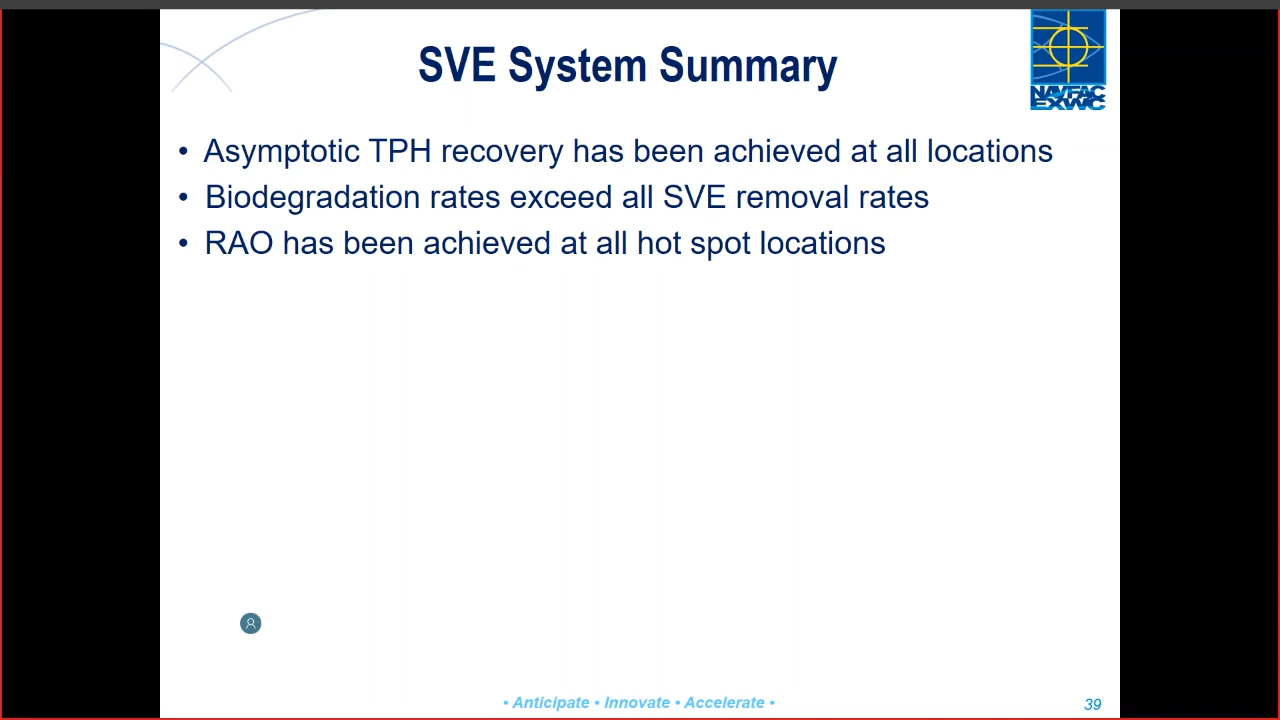 SVE System Summary
NAVFAC
EXWC
• Asymptotic TPH recovery has been achieved at all locations
• Biodegradation rates exceed all SVE removal rates
• RAO has been achieved at all hot spot locations
• Anticipate • Innovate • Accelerate •
39